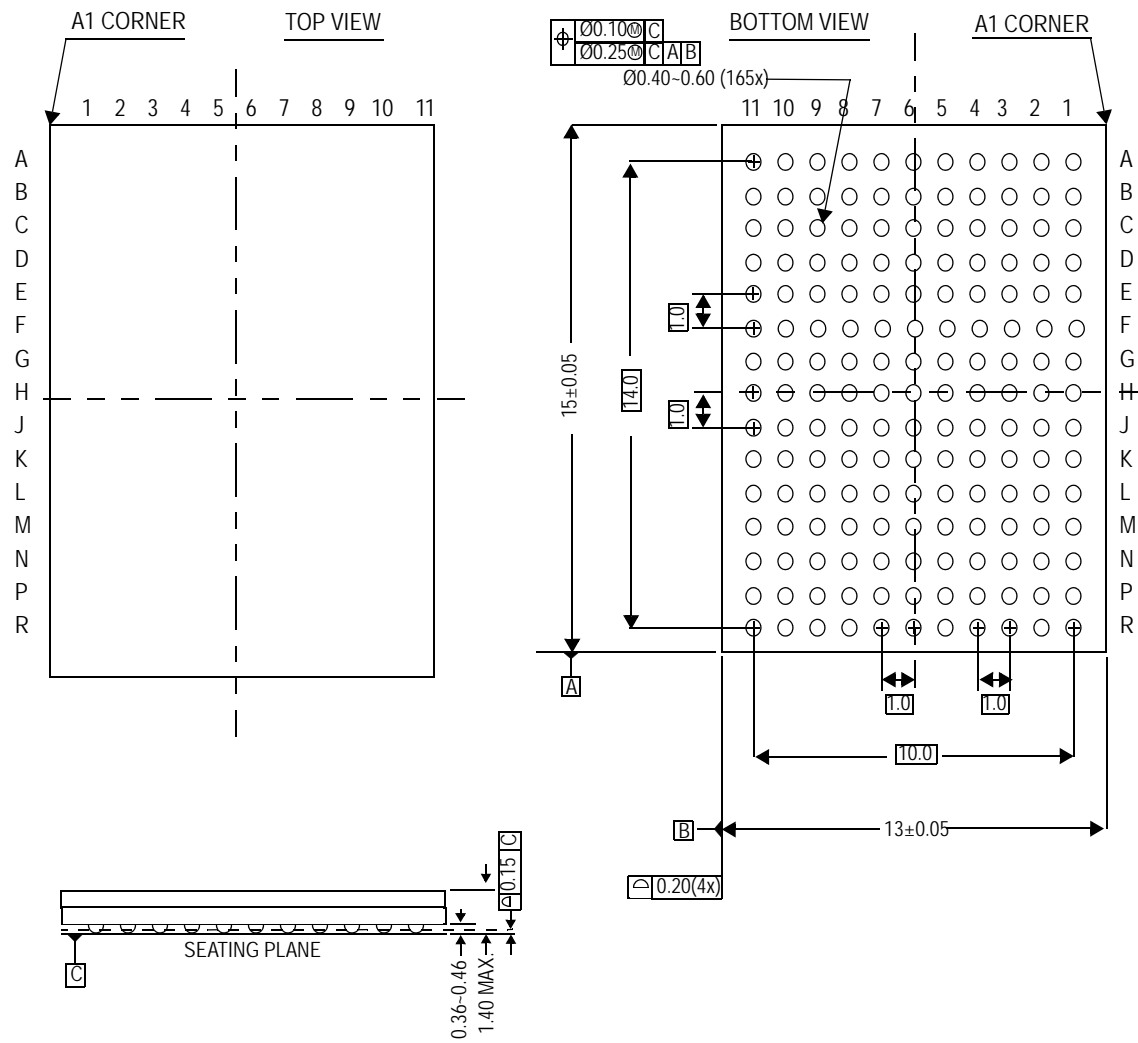 A1 CORNER
TOP VIEW
1 2 3 4 5 6 7 8 9 10 11
A
B
C
D
E
F
G
H
J
K
L
M
N
P
R
Ø0.10Ⓜ C
Ø0.25Ⓜ C A B
BOTTOM VIEW
A1 CORNER
Ø0.40~0.60 (165x)
11 10 9 8 7 6 5 4 3 2 1
A
B
C
D
E
F
G
H
J
K
L
M
N
P
R
15±0.05
14.0
1.0
1.0
A
1.0
1.0
10.0
B
13±0.05
0.20(4x)
0.15 C
SEATING PLANE
C
0.36~0.46
1.40 MAX.